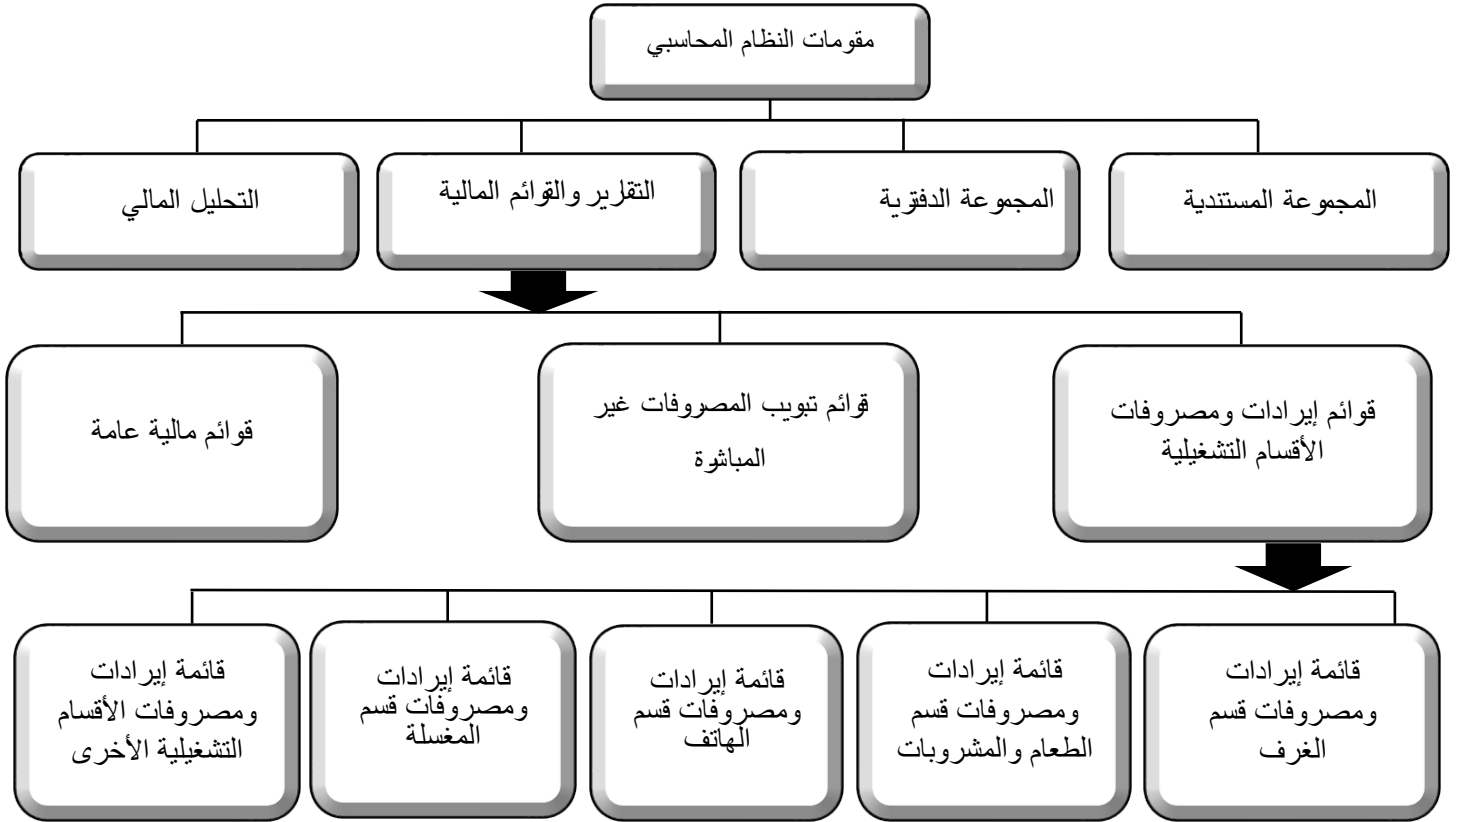 مقومات النظام المحاسبي
المجموعة المستندية
المجموعة الدفتوية
التقارير والقوائم المالية
التحليل المالي
قوائم إيرادات ومصروفات
الأقسام التشغيلية
قوائم تبويب المصروفات غير
المباشوة
قوائم مالية عامة
قائمة إيرادات
ومصروفات قسم
الغرف
قائمة إيرادات
ومصروفات قسم
الطعام والمشروبات
قائمة إيرادات
ومصروفات قسم
الهاتف
قائمة إيرادات
ومصروفات قسم
المغسلة
قائمة إيرادات
ومصروفات الأقسام
التشغيلية الأخرى